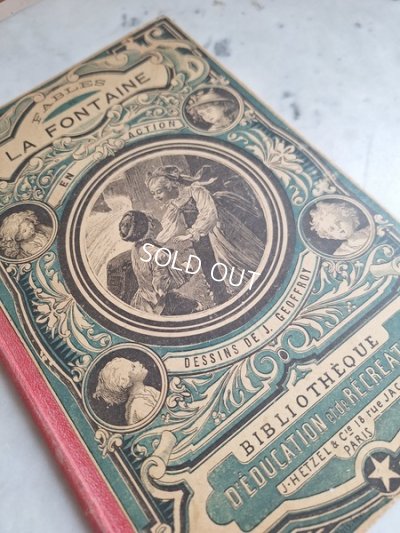 FABLES
LA FONTAINE
EN ACTION
SOLD OUT
DESSINS DE J. GEOFFROY
BIBLIOTHÈQUE
D'ÉDUCATION et de RÉCRÉAT
J. HETZEL & Cie 18 rue JAC
PARIS